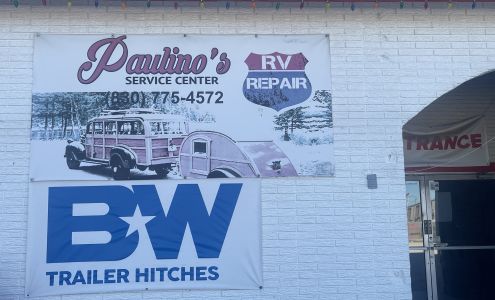 Paulino's
SERVICE CENTER
(830) 775-4572
RV
REPAIR
BW
TRAILER HITCHES
TRANCE